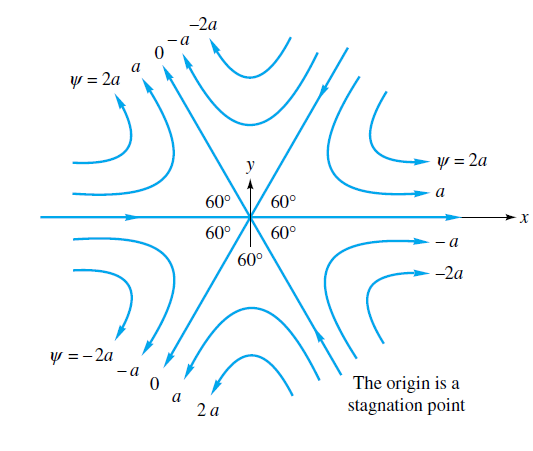 −2a
−a
0
a
ψ = 2a
y
ψ = 2a
a
60° 60°
x
60° 60°
−a
60°
−2a
ψ = −2a
−a
0
The origin is a
a
stagnation point
2a